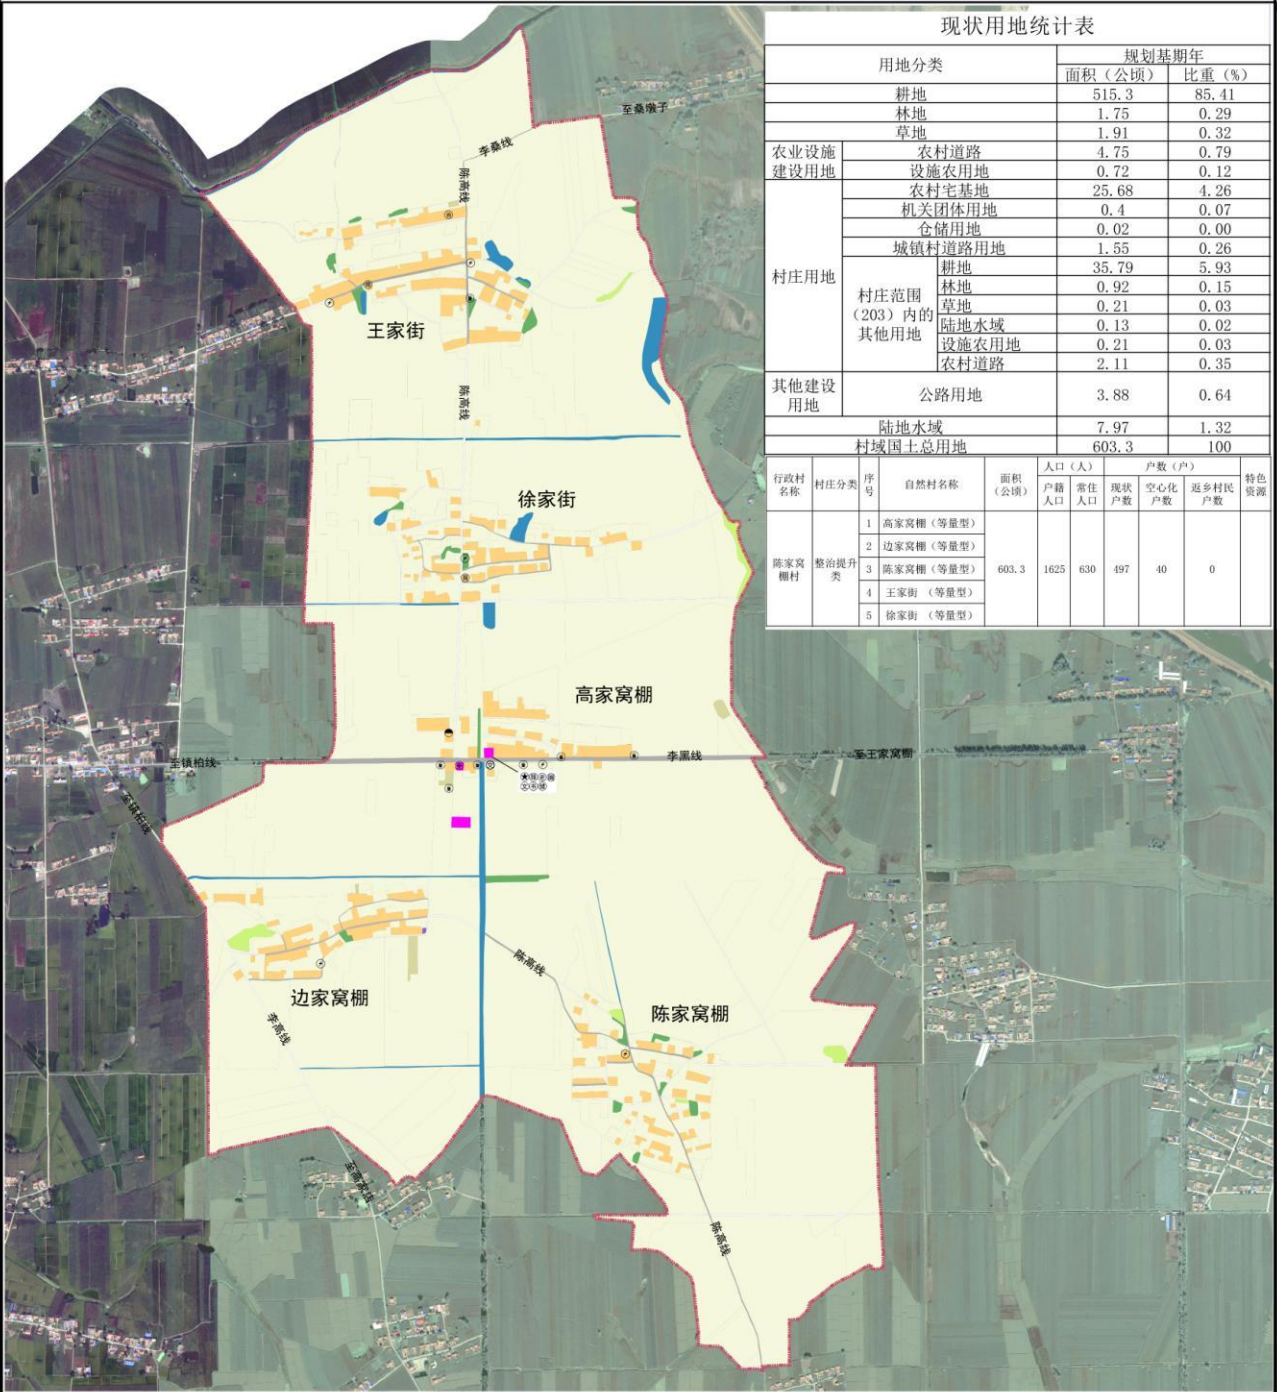 现状用地统计表
用地分类 规划基期年
面积（公顷） 比重（%）
耕地 515.3 85.41
林地 1.75 0.29
草地 1.91 0.32
农业设施建设用地 农村道路 4.75 0.79
设施农用地 0.72 0.12
村庄用地 农村宅基地 25.68 4.26
机关团体用地 0.4 0.07
仓储用地 0.02 0.00
城镇村道路用地 1.55 0.26
村庄范围（203）内的其他用地 耕地 35.79 5.93
林地 0.92 0.15
草地 0.21 0.03
陆地水域 0.13 0.02
设施农用地 0.21 0.03
农村道路 2.11 0.35
其他建设用地 公路用地 3.88 0.64
陆地水域 7.97 1.32
村域国土总用地 603.3 100
行政村名称 村庄分类 序号 自然村名称 面积（公顷） 人口（人） 户数（户） 特色资源
户籍人口 常住人口 现状户数 空心化户数 返乡村民户数
陈家窝棚村 整治提升类 603.3 1625 630 497 40 0
1 高家窝棚（等量型）
2 边家窝棚（等量型）
3 陈家窝棚（等量型）
4 王家街 （等量型）
5 徐家街 （等量型）
至桑墩子
李桑线
陈高线
王家街
陈高线
徐家街
高家窝棚
李黑线
至王家窝棚
至镇柏线
至镇柏线
陈高线
边家窝棚
李高线
陈家窝棚
陈高线